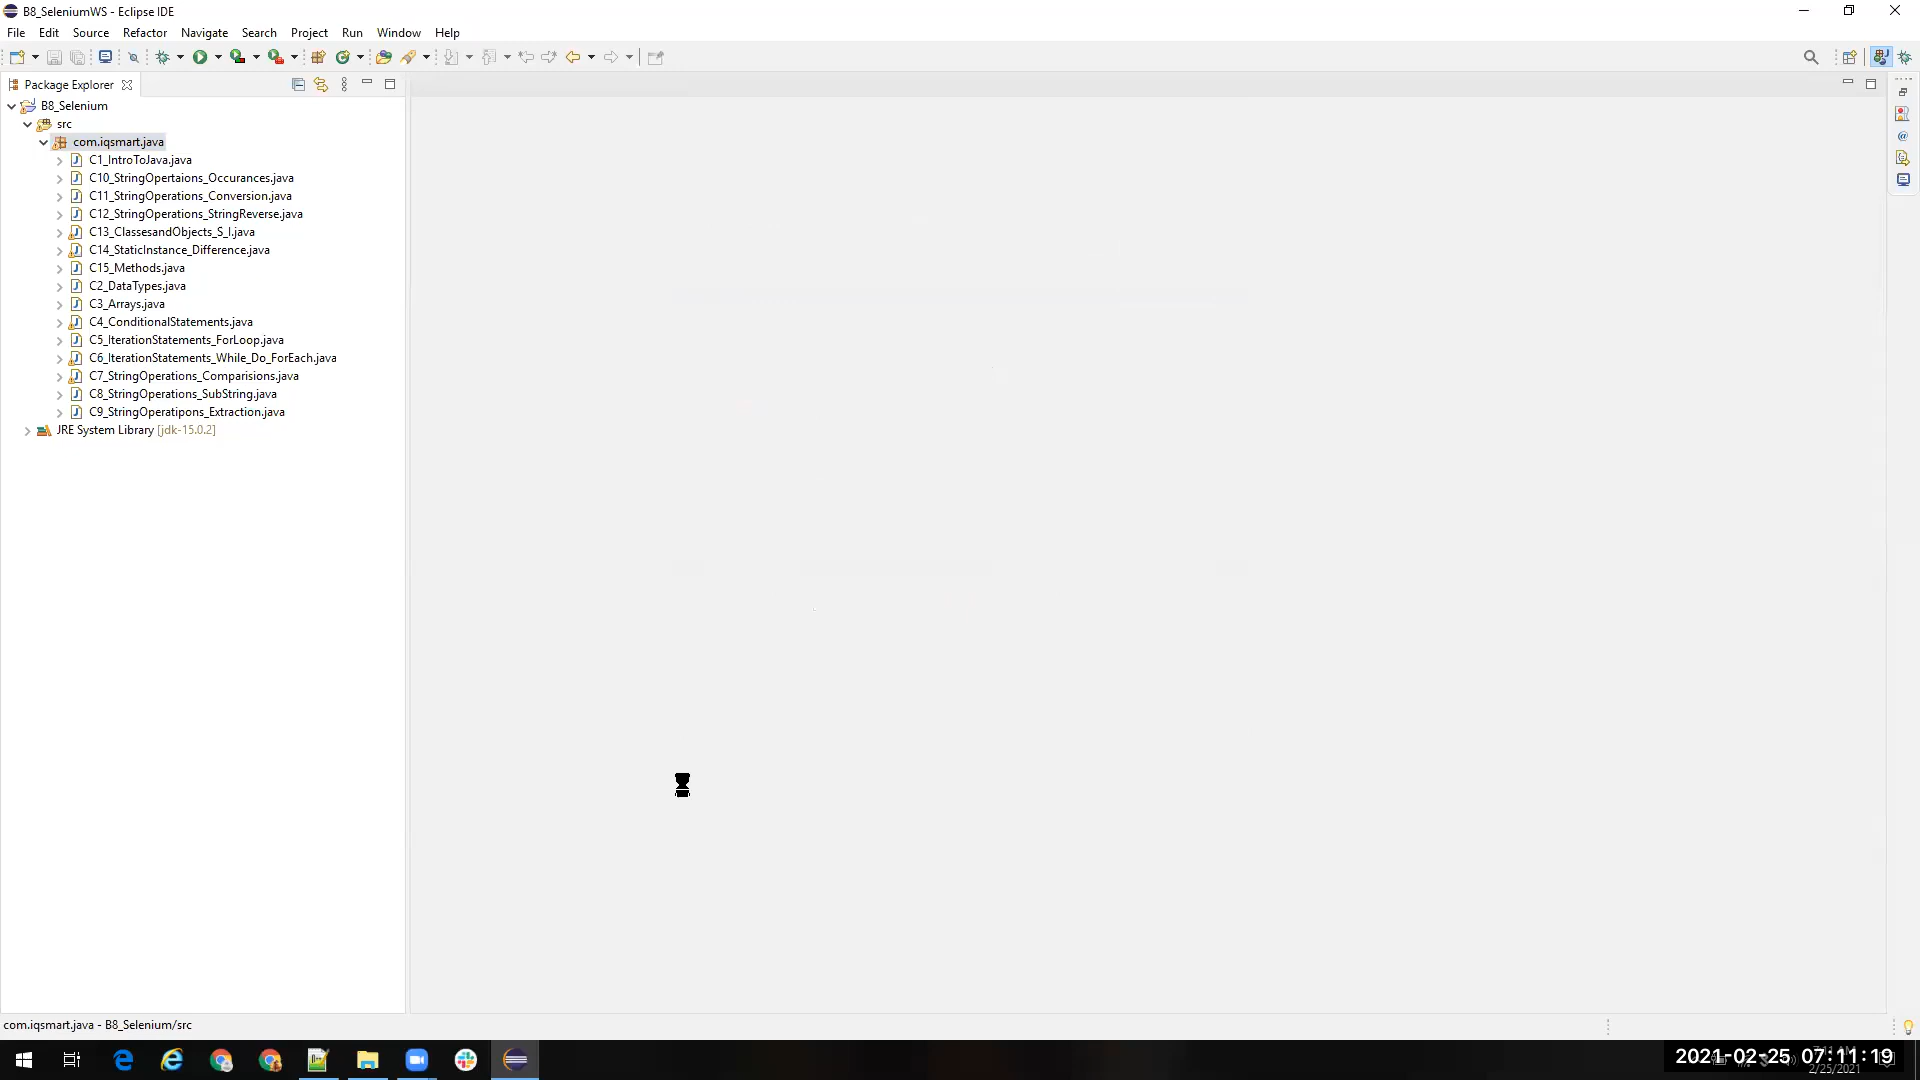 B8_SeleniumWS - Eclipse IDE
File Edit Source Refactor Navigate Search Project Run Window Help
Package Explorer
B8_Selenium
src
com.iqsmart.java
C1_IntroToJava.java
C10_StringOpertaions_Occurances.java
C11_StringOperations_Conversion.java
C12_StringOperations_StringReverse.java
C13_ClassesandObjects_S_I.java
C14_StaticInstance_Difference.java
C15_Methods.java
C2_DataTypes.java
C3_Arrays.java
C4_ConditionalStatements.java
C5_IterationStatements_ForLoop.java
C6_IterationStatements_While_Do_ForEach.java
C7_StringOperations_Comparisions.java
C8_StringOperations_SubString.java
C9_StringOperatipons_Extraction.java
JRE System Library [jdk-15.0.2]
com.iqsmart.java - B8_Selenium/src
2021-02-25 07:11:19
2/25/2021